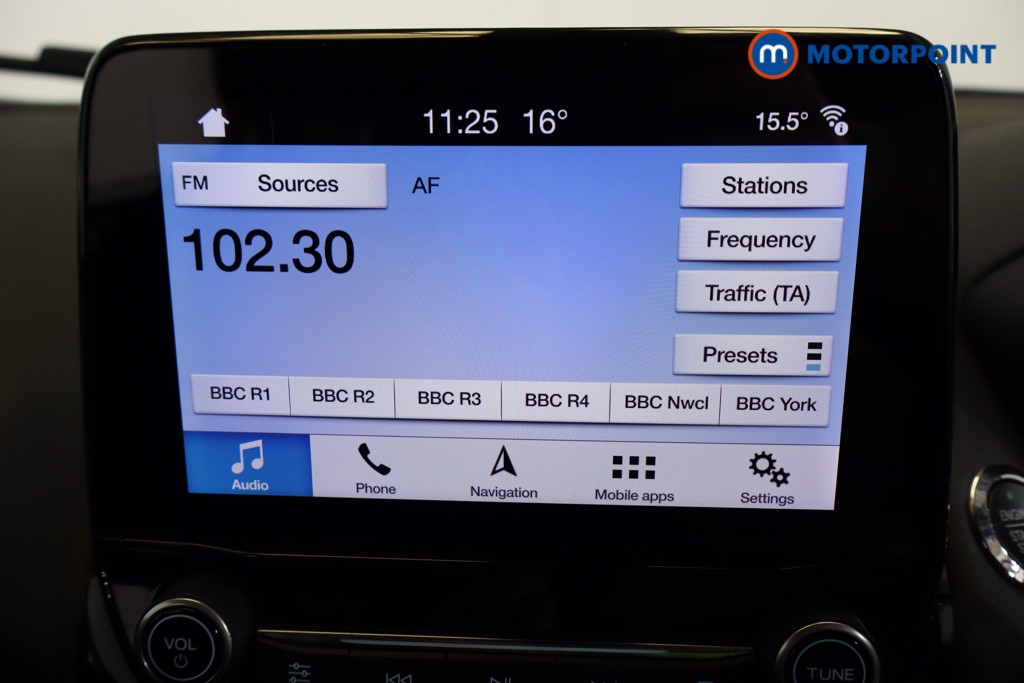 m MOTORPOINT
11:25 16° 15.5°
FM Sources AF Stations
102.30
Frequency
Traffic (TA)
Presets
BBC R1 BBC R2 BBC R3 BBC R4 BBC Nwcl BBC York
Audio Phone Navigation Mobile apps Settings
VOL
TUNE